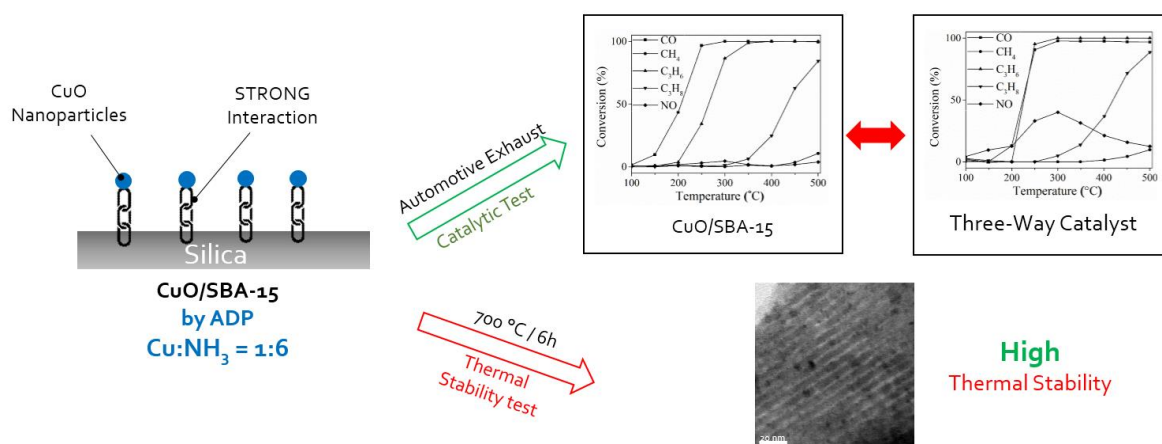 CuO
Nanoparticles
STRONG
Interaction
Silica
CuO/SBA-15
by ADP
Cu:NH₃ = 1:6
Automotive Exhaust
Catalytic Test
700 °C / 6h
Thermal
Stability test
CO
CH₄
C₃H₆
C₃H₈
NO
Conversion (%)
100
50
0
100 200 300 400 500
Temperature (°C)
CuO/SBA-15
CO
CH₄
C₃H₆
C₃H₈
NO
Conversion (%)
100
50
0
100 200 300 400 500
Temperature (°C)
Three-Way Catalyst
20 nm
High
Thermal Stability